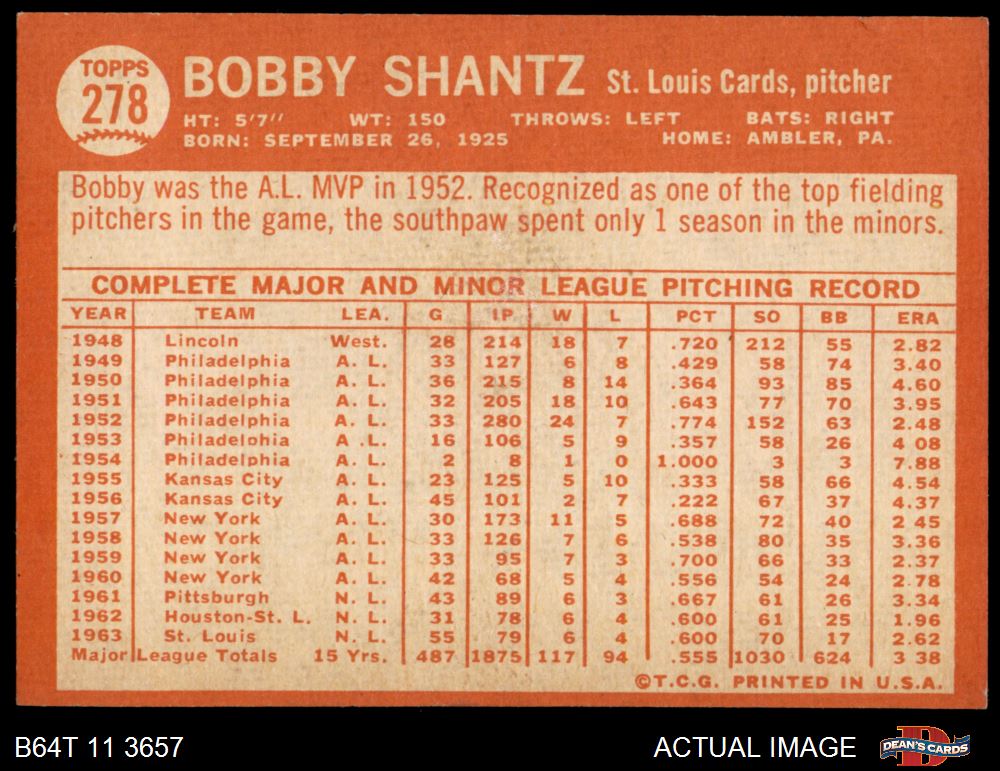 TOPPS
278
BOBBY SHANTZ St. Louis Cards, pitcher
HT: 5'7" WT: 150 THROWS: LEFT BATS: RIGHT
BORN: SEPTEMBER 26, 1925 HOME: AMBLER, PA.
Bobby was the A.L. MVP in 1952. Recognized as one of the top fielding
pitchers in the game, the southpaw spent only 1 season in the minors.
COMPLETE MAJOR AND MINOR LEAGUE PITCHING RECORD
YEAR TEAM LEA. G IP W L PCT SO BB ERA
1948 Lincoln West. 28 214 18 7 .720 212 55 2.82
1949 Philadelphia A. L. 33 127 6 8 .429 58 74 3.40
1950 Philadelphia A. L. 36 215 8 14 .364 93 85 4.60
1951 Philadelphia A. L. 32 205 18 10 .643 77 70 3.95
1952 Philadelphia A. L. 33 280 24 7 .774 152 63 2.48
1953 Philadelphia A .L. 16 106 5 9 .357 58 26 4 08
1954 Philadelphia A. L. 2 8 1 0 1.000 3 3 7.88
1955 Kansas City A. L. 23 125 5 10 .333 58 66 4.54
1956 Kansas City A. L. 45 101 2 7 .222 67 37 4.37
1957 New York A. L. 30 173 11 5 .688 72 40 2 45
1958 New York A. L. 33 126 7 6 .538 80 35 3.36
1959 New York A. L. 33 95 7 3 .700 66 33 2.37
1960 New York A. L. 42 68 5 4 .556 54 24 2.78
1961 Pittsburgh N. L. 43 89 6 3 .667 61 26 3.34
1962 Houston-St. L. N. L. 31 78 6 4 .600 61 25 1.96
1963 St. Louis N. L. 55 79 6 4 .600 70 17 2.62
Major League Totals 15 Yrs. 487 1875 117 94 .555 1030 624 3 38
©T.C.G. PRINTED IN U.S.A.
B64T 11 3657 ACTUAL IMAGE DEAN'S CARDS